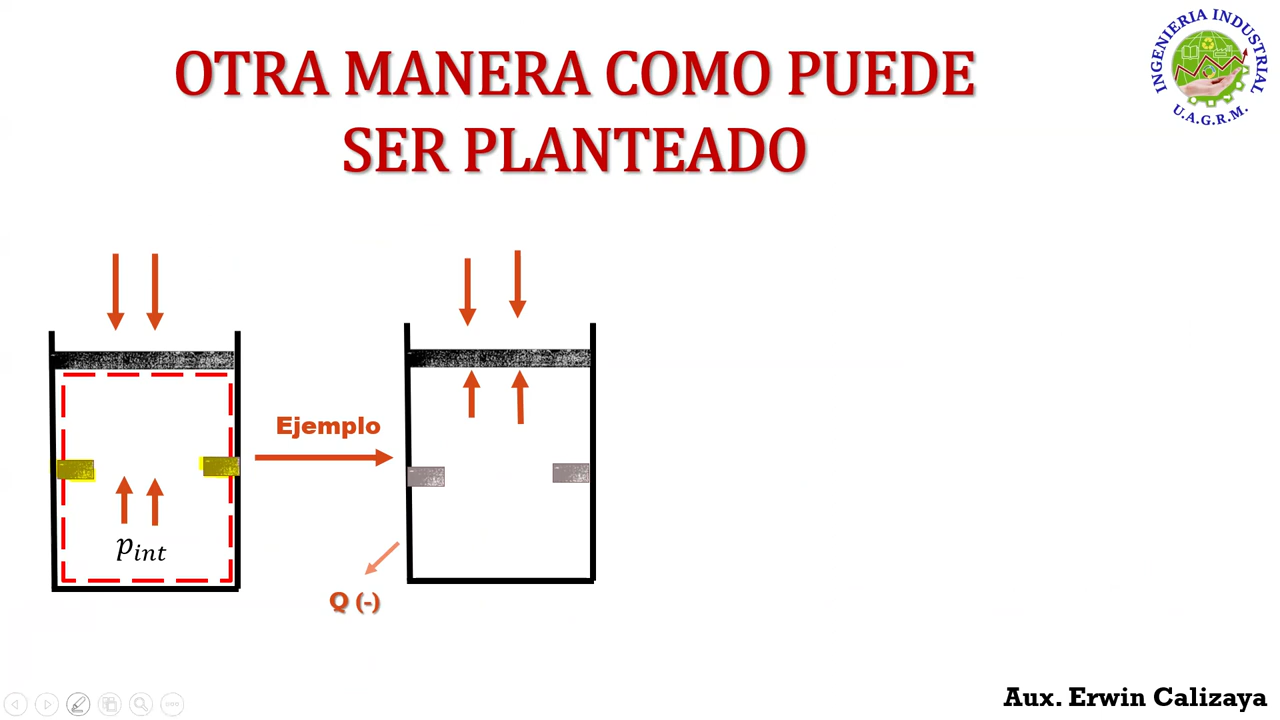 OTRA MANERA COMO PUEDE
SER PLANTEADO
INGENIERIA INDUSTRIAL
U.A.G.R.M.
Ejemplo
p_int
Q (-)
Aux. Erwin Calizaya